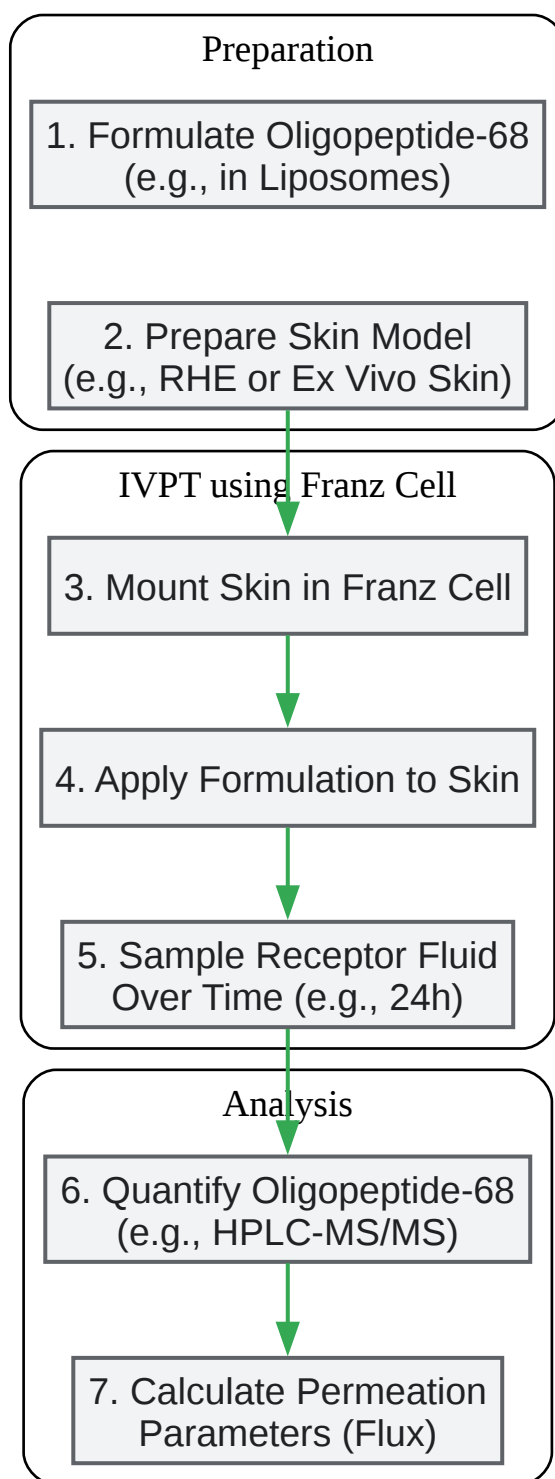 Preparation
1. Formulate Oligopeptide-68
(e.g., in Liposomes)
2. Prepare Skin Model
(e.g., RHE or Ex Vivo Skin)
IVPT using Franz Cell
3. Mount Skin in Franz Cell
4. Apply Formulation to Skin
5. Sample Receptor Fluid
Over Time (e.g., 24h)
Analysis
6. Quantify Oligopeptide-68
(e.g., HPLC-MS/MS)
7. Calculate Permeation
Parameters (Flux)